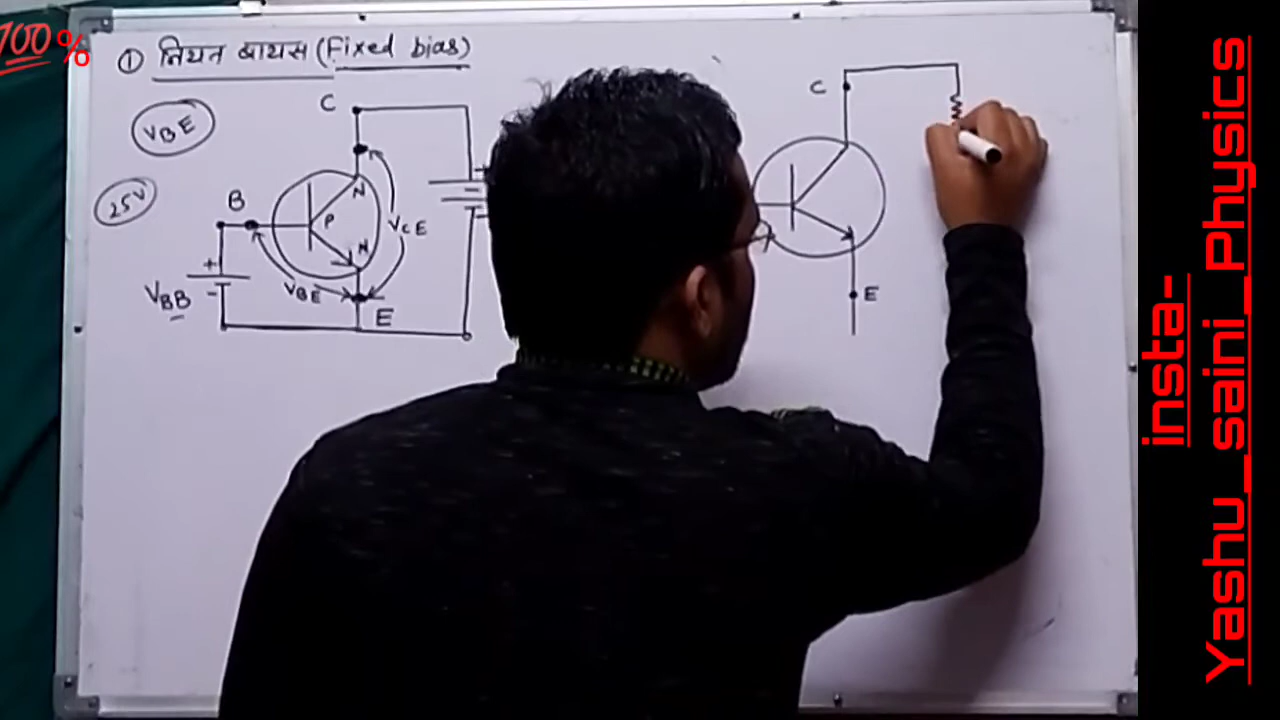 100%
① नियत बायस (Fixed bias)
VBE
25V
C
N
B
P
VCE
N
+
VBE
VBB
-
E
+
C
E
insta-
Yashu_saini_Physics